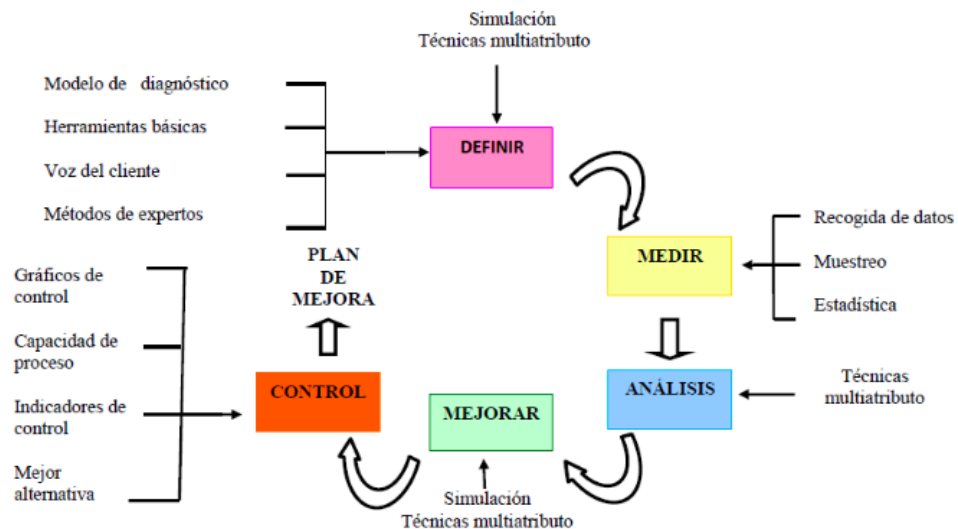 Simulación
Técnicas multiatributo
Modelo de diagnóstico
Herramientas básicas
Voz del cliente
Métodos de expertos
DEFINIR
Recogida de datos
Muestreo
Estadística
MEDIR
PLAN
DE
MEJORA
Gráficos de
control
Capacidad de
proceso
Indicadores de
control
Mejor
alternativa
CONTROL
MEJORAR
ANÁLISIS
Técnicas
multiatributo
Simulación
Técnicas multiatributo